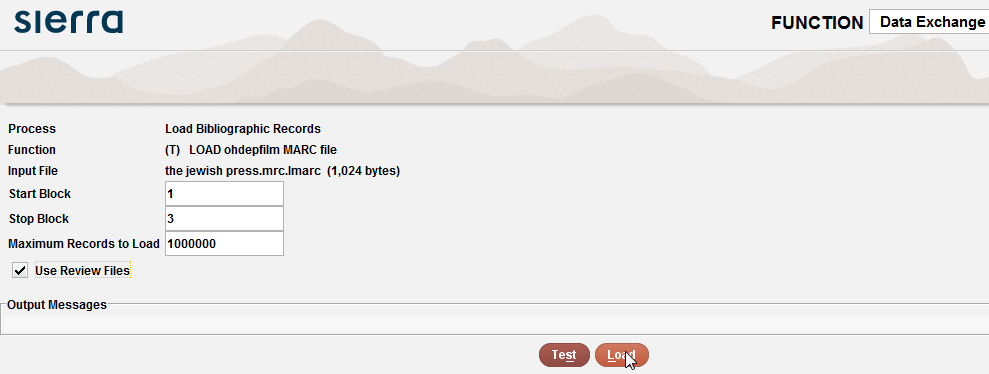 sierra
FUNCTION Data Exchange
Process Load Bibliographic Records
Function (T) LOAD ohdepfilm MARC file
Input File the jewish press.mrc.lmarc (1,024 bytes)
Start Block 1
Stop Block 3
Maximum Records to Load 1000000
Use Review Files
Output Messages
Test Load